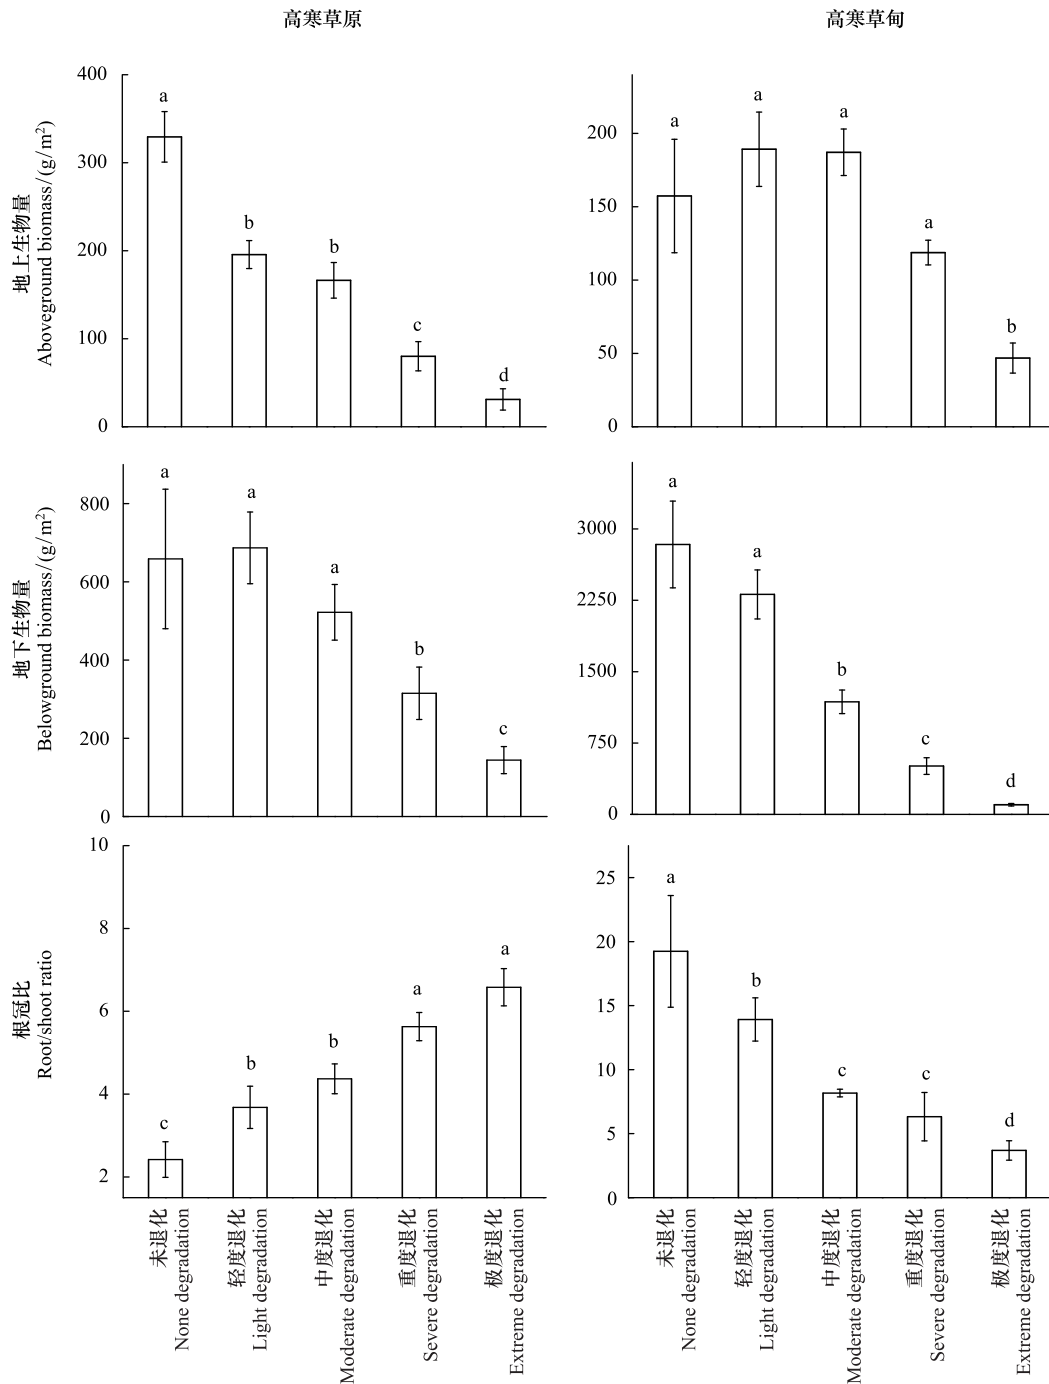 高寒草原
高寒草甸
地上生物量
Aboveground biomass/(g/m²)
400
300
200
100
0
a
b
b
c
d
200
150
100
50
0
a
a
a
a
b
地下生物量
Belowground biomass/(g/m²)
800
600
400
200
0
a
a
a
b
c
3000
2250
1500
750
0
a
a
b
c
d
根冠比
Root/shoot ratio
10
8
6
4
2
c
b
b
a
a
25
20
15
10
5
0
a
b
c
c
d
未退化
None degradation
轻度退化
Light degradation
中度退化
Moderate degradation
重度退化
Severe degradation
极度退化
Extreme degradation
未退化
None degradation
轻度退化
Light degradation
中度退化
Moderate degradation
重度退化
Severe degradation
极度退化
Extreme degradation